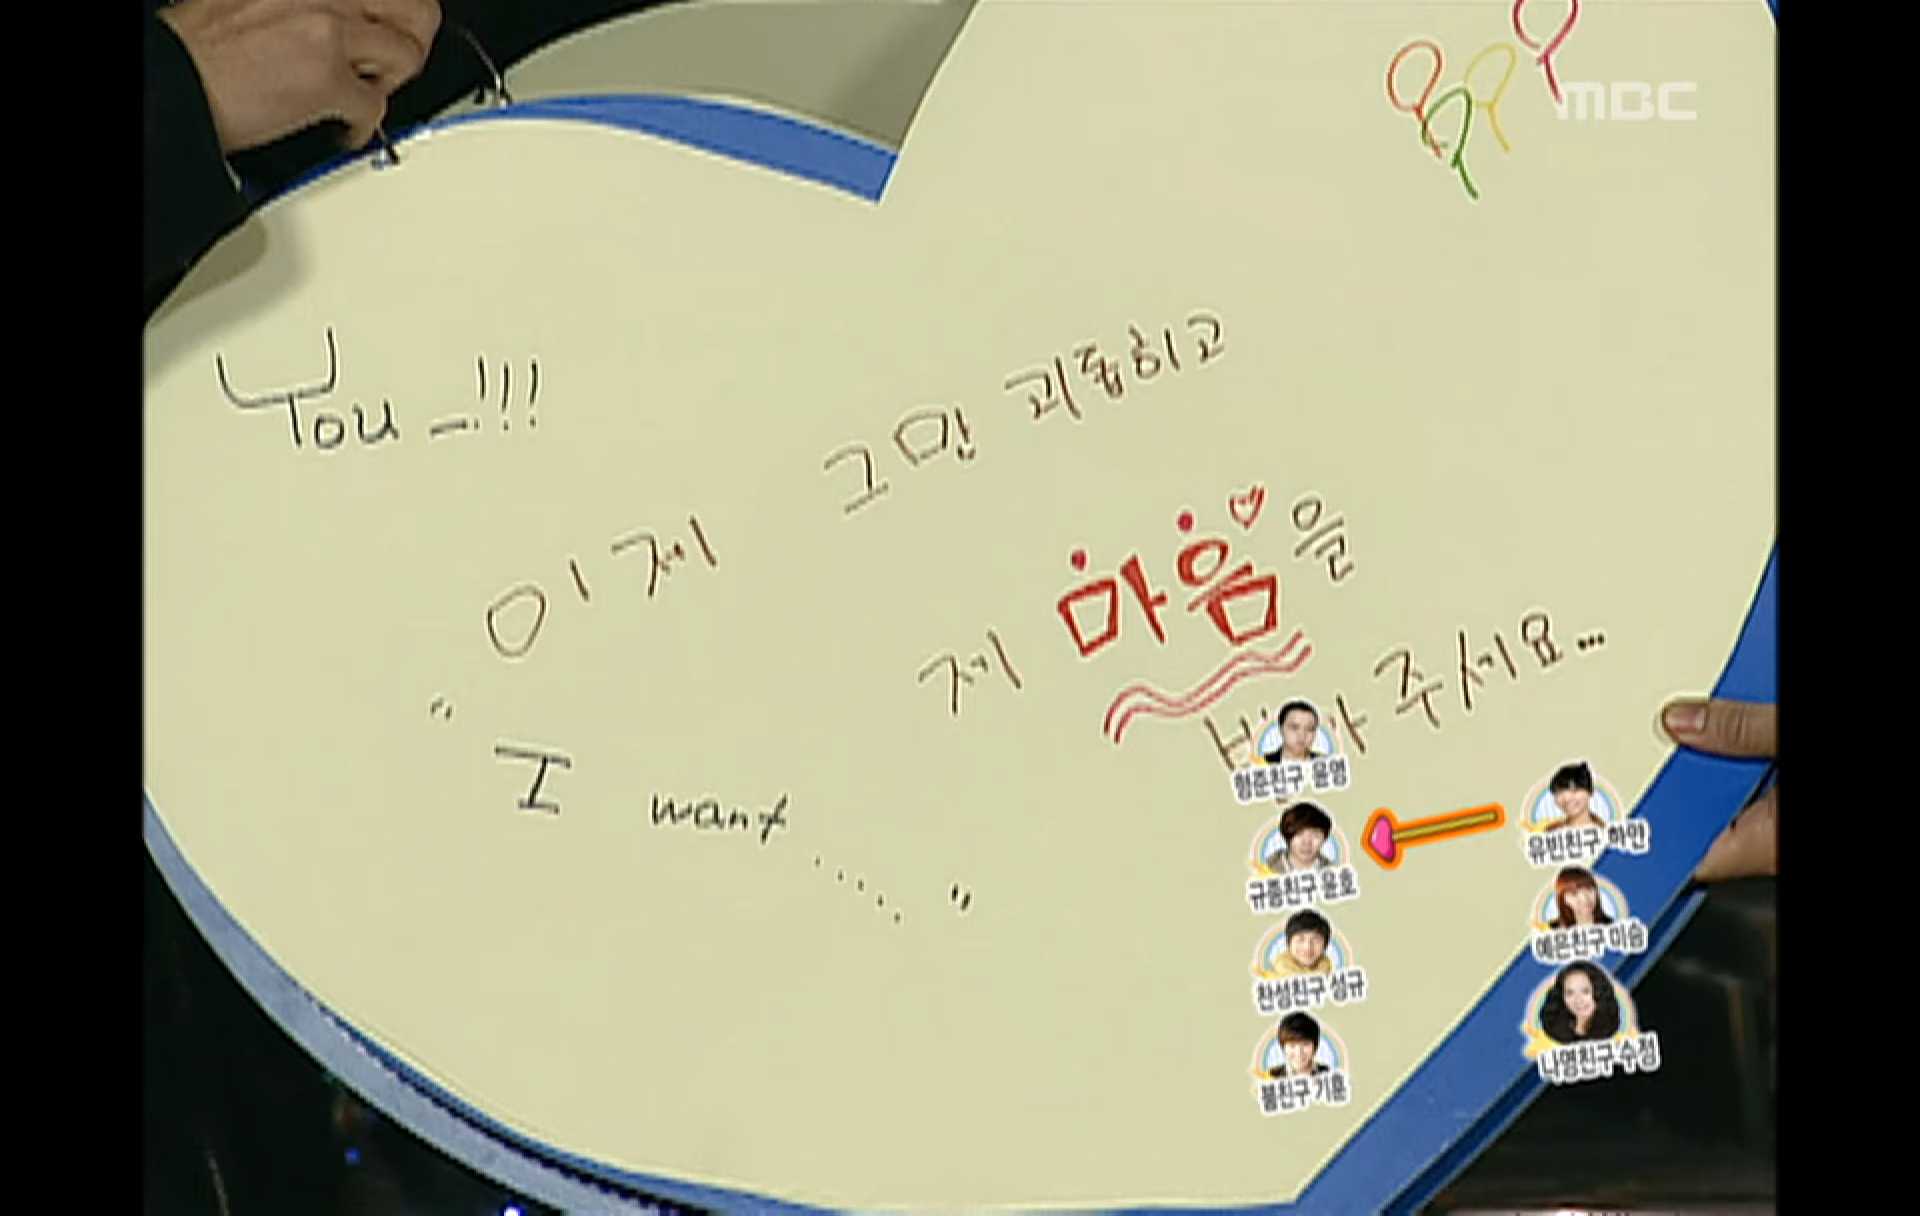 MBC
You _!!!
이제 그만 괴롭히고
제 마음을
받아 주세요...
"I want ..... "
형준친구 윤영
규종친구 윤호
찬성친구 성규
봄친구 기훈
유빈친구 하얀
예은친구 미승
나영친구 수정